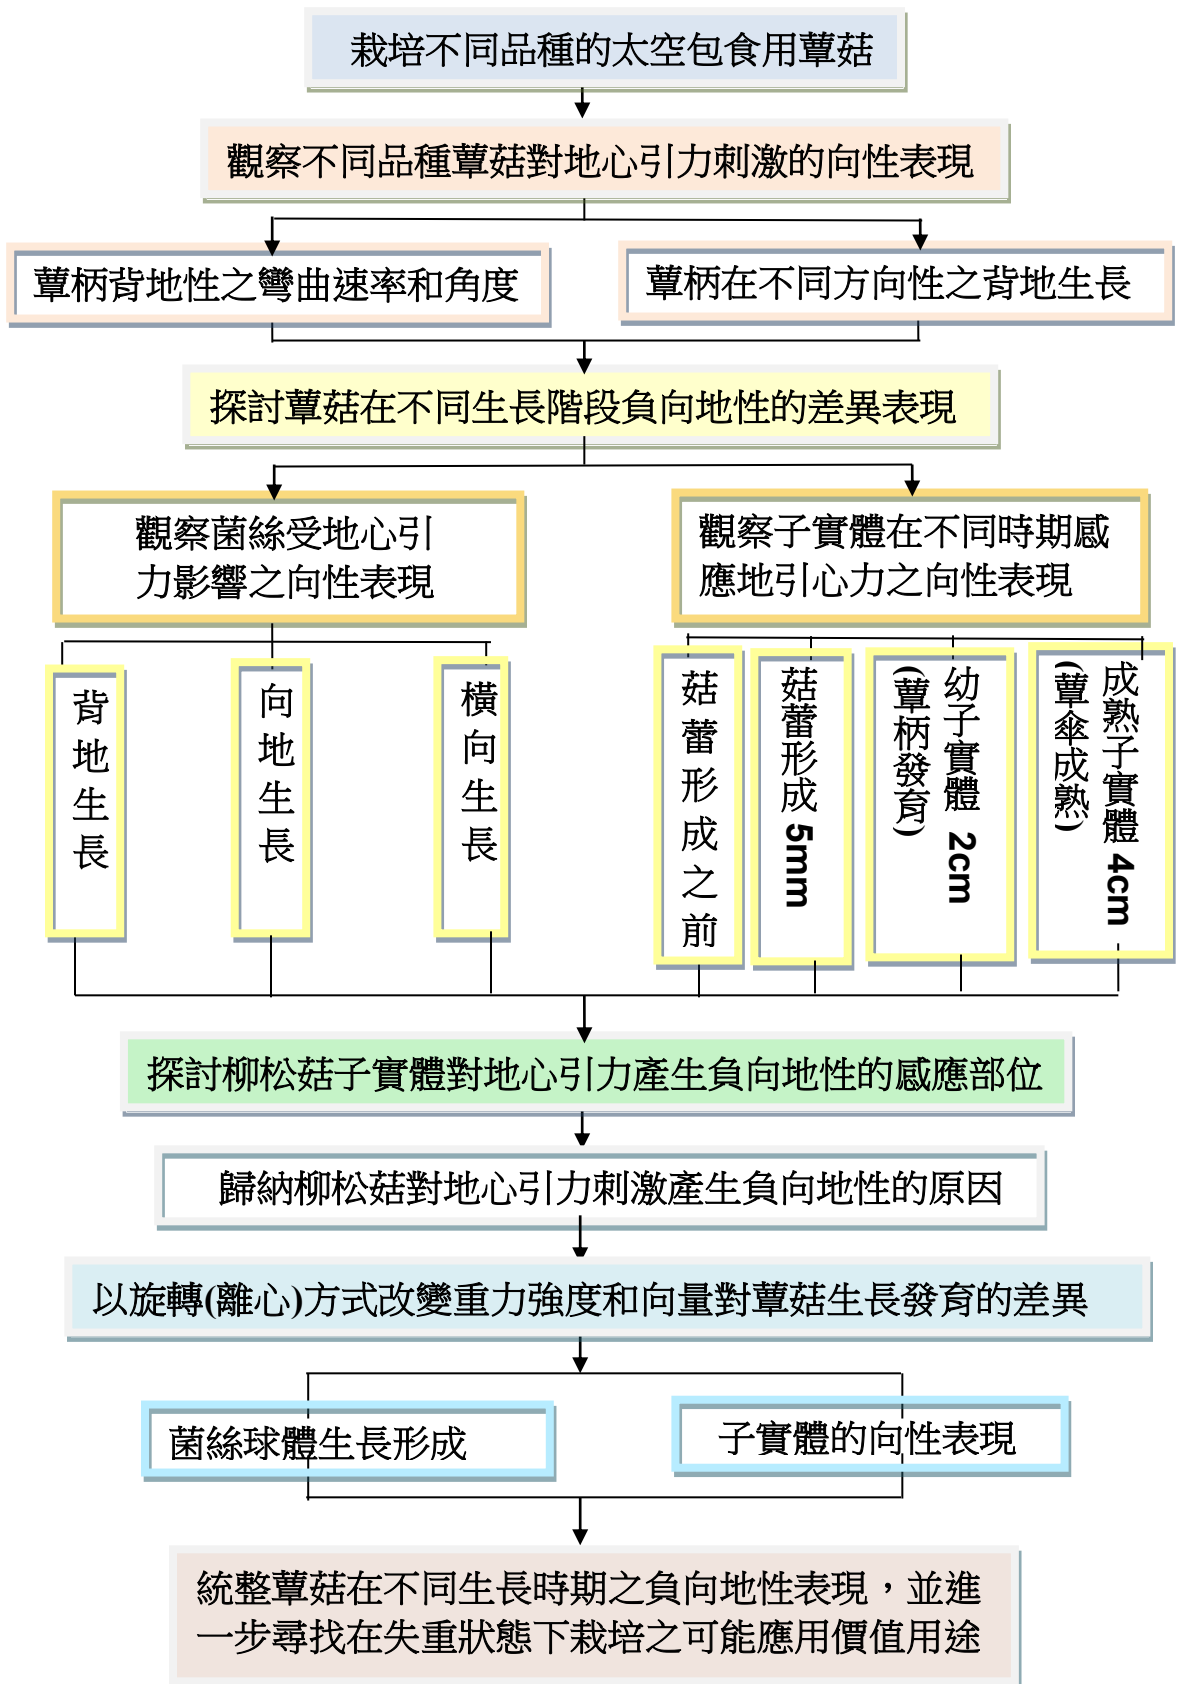 栽培不同品種的太空包食用蕈菇
觀察不同品種蕈菇對地心引力刺激的向性表現
蕈柄背地性之彎曲速率和角度
蕈柄在不同方向性之背地生長
探討蕈菇在不同生長階段負向地性的差異表現
觀察菌絲受地心引
力影響之向性表現
觀察子實體在不同時期感
應地引心力之向性表現
背地生長
向地生長
橫向生長
菇蕾形成之前
菇蕾形成 5mm
幼子實體 2cm
(蕈柄發育)
成熟子實體 4cm
(蕈傘成熟)
探討柳松菇子實體對地心引力產生負向地性的感應部位
歸納柳松菇對地心引力刺激產生負向地性的原因
以旋轉(離心)方式改變重力強度和向量對蕈菇生長發育的差異
菌絲球體生長形成
子實體的向性表現
統整蕈菇在不同生長時期之負向地性表現，並進
一步尋找在失重狀態下栽培之可能應用價值用途